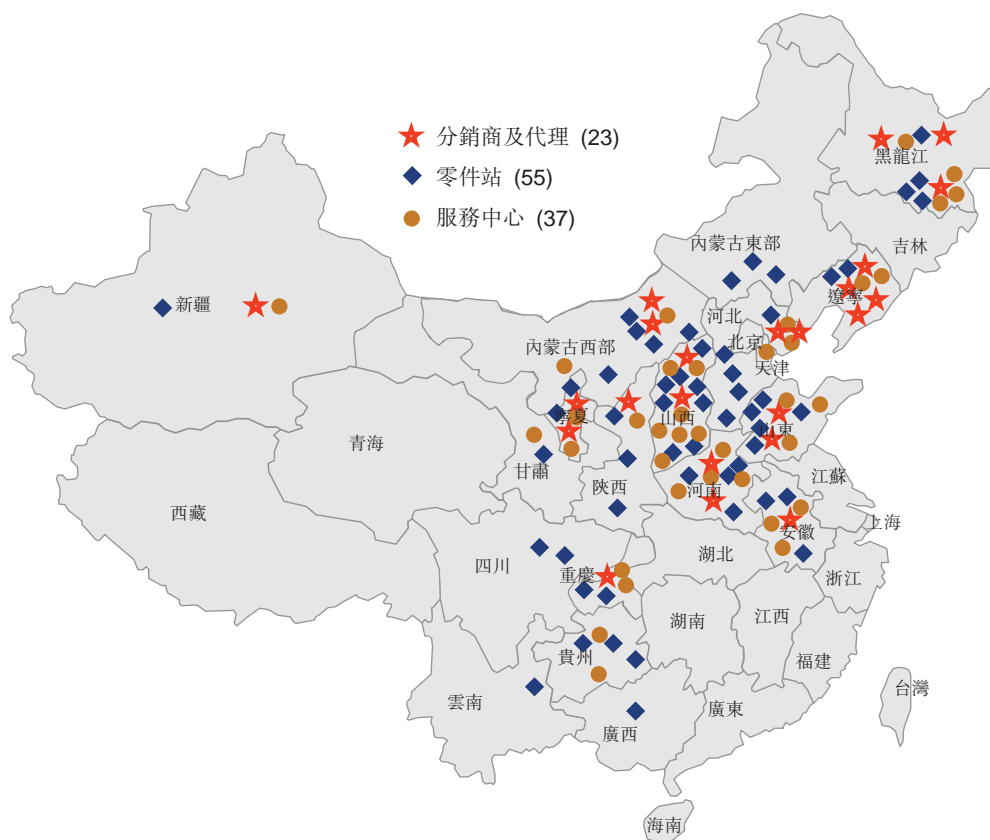 分銷商及代理 (23)
零件站 (55)
服務中心 (37)
黑龍江
吉林
內蒙古東部
遼寧
新疆
河北
北京
內蒙古西部
天津
寧夏
山西
山東
青海
甘肅
江蘇
陝西
河南
西藏
上海
安徽
湖北
四川
重慶
浙江
江西
湖南
貴州
福建
台灣
雲南
廣東
廣西
海南